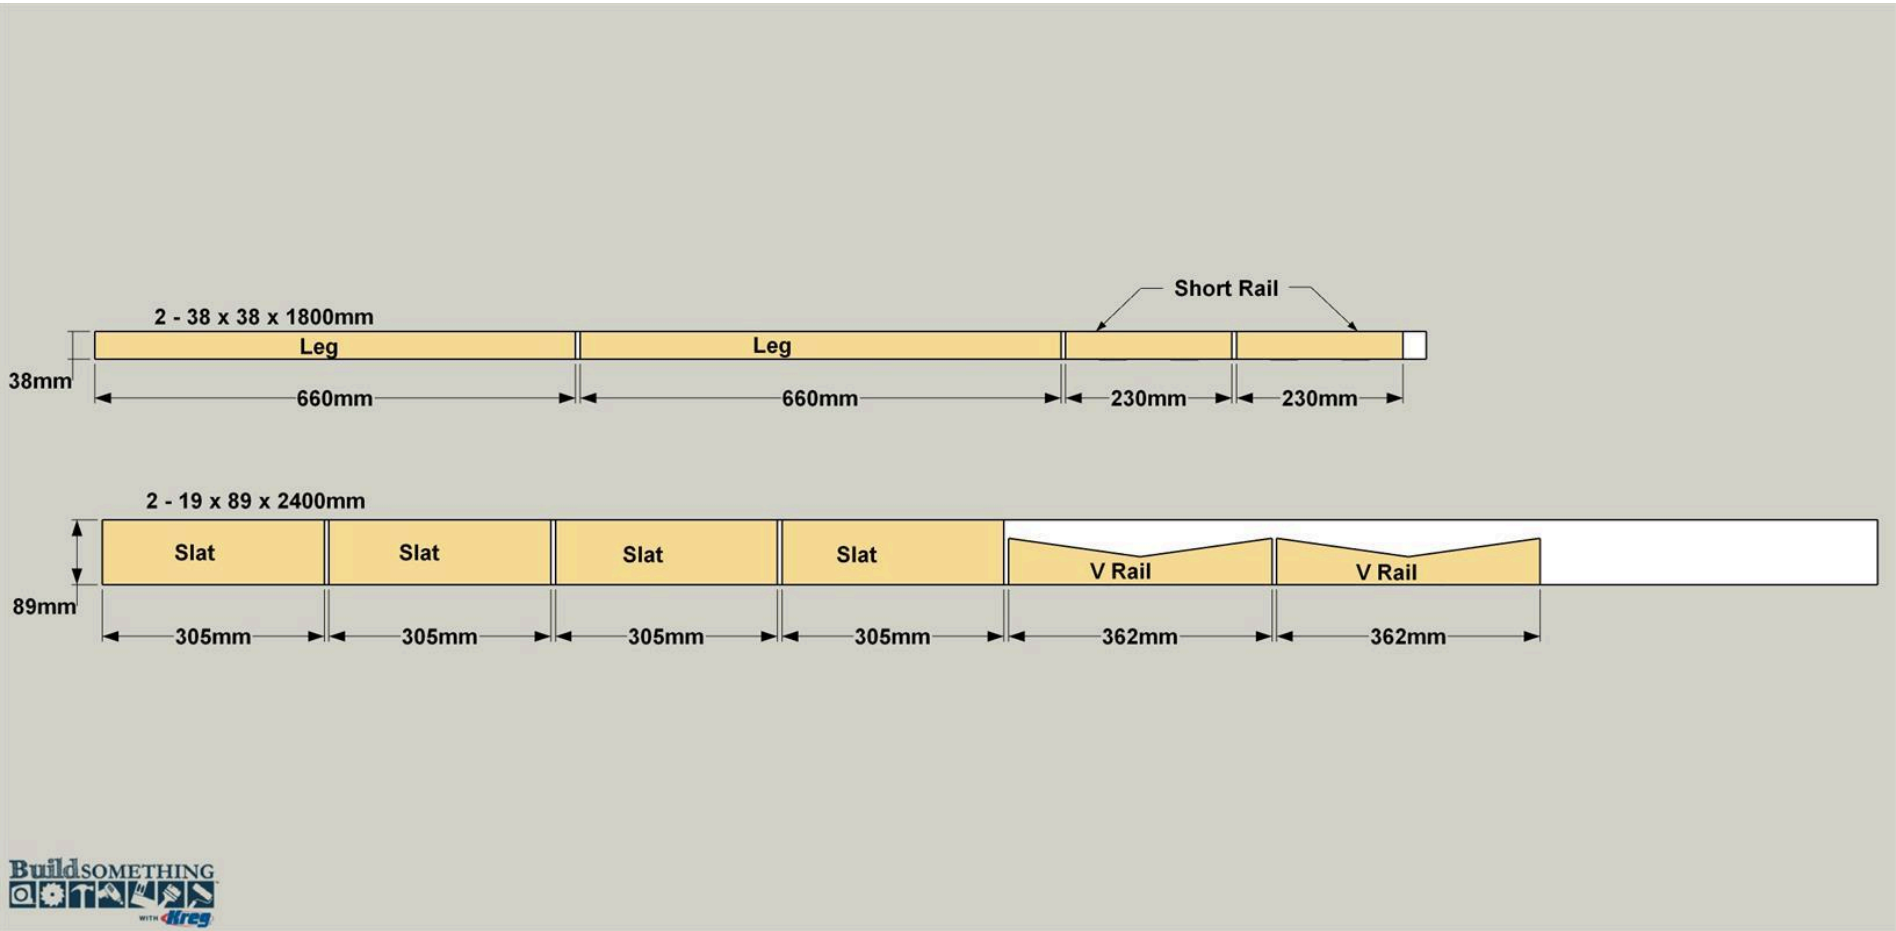 Short Rail
2 - 38 x 38 x 1800mm
Leg Leg
38mm
660mm 660mm 230mm 230mm
2 - 19 x 89 x 2400mm
Slat Slat Slat Slat V Rail V Rail
89mm
305mm 305mm 305mm 305mm 362mm 362mm
BuildSOMETHING
WITH Kreg